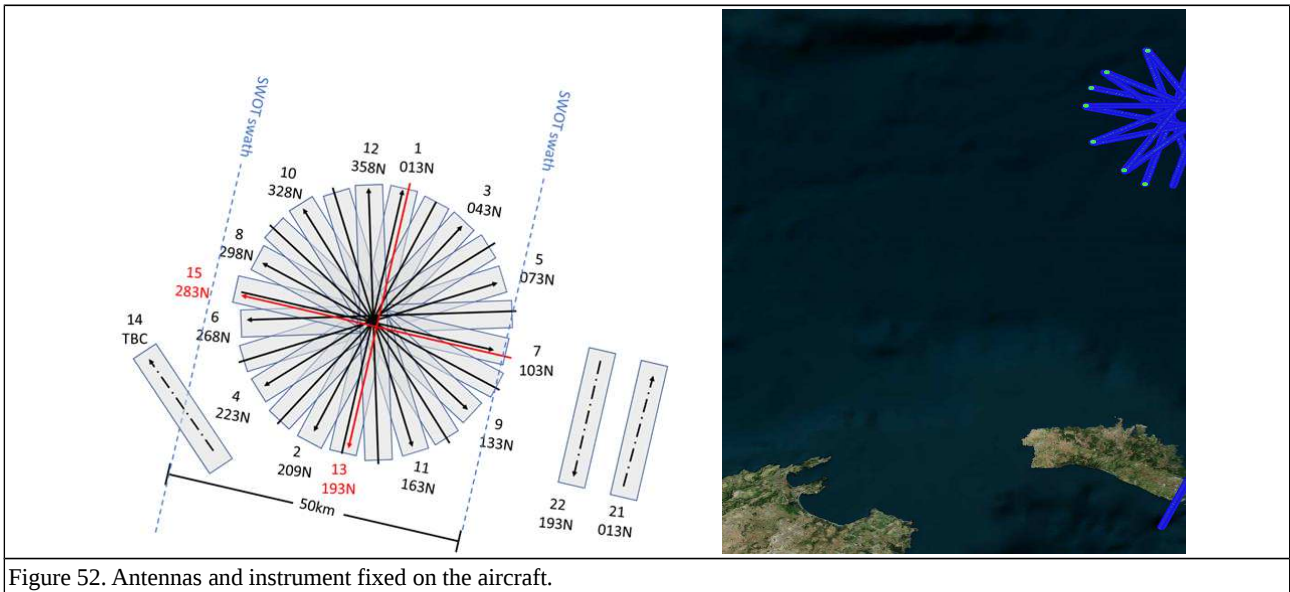 SWOT swath
SWOT swath
12
358N
1
013N
10
328N
3
043N
8
298N
5
073N
15
283N
14
TBC
6
268N
7
103N
4
223N
9
133N
2
209N
13
193N
11
163N
50km
22
193N
21
013N
Figure 52. Antennas and instrument fixed on the aircraft.